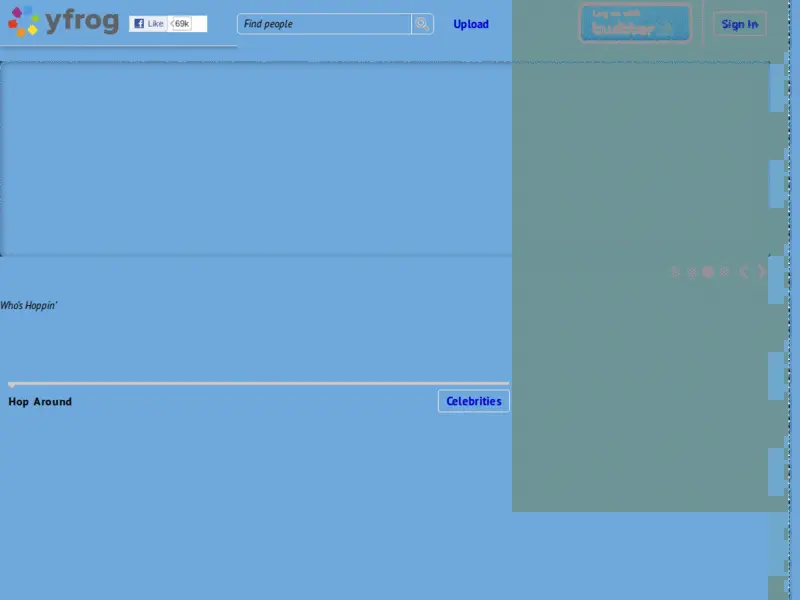 yfrog
Like
69k
Find people
Upload
Log in with
twitter
Sign In
Who's Hoppin'
Hop Around
Celebrities